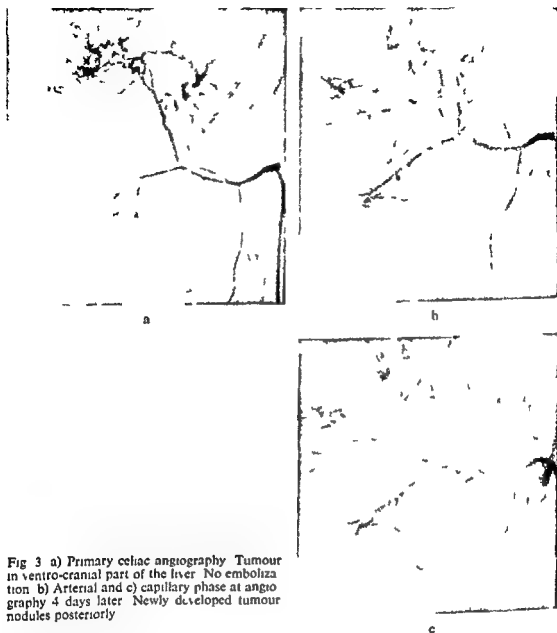 a
b
Fig 3 a) Primary celiac angiography Tumour
in ventro-cranial part of the liver No emboliza
tion b) Arterial and c) capillary phase at angio
graphy 4 days later Newly developed tumour
nodules posteriorly
c